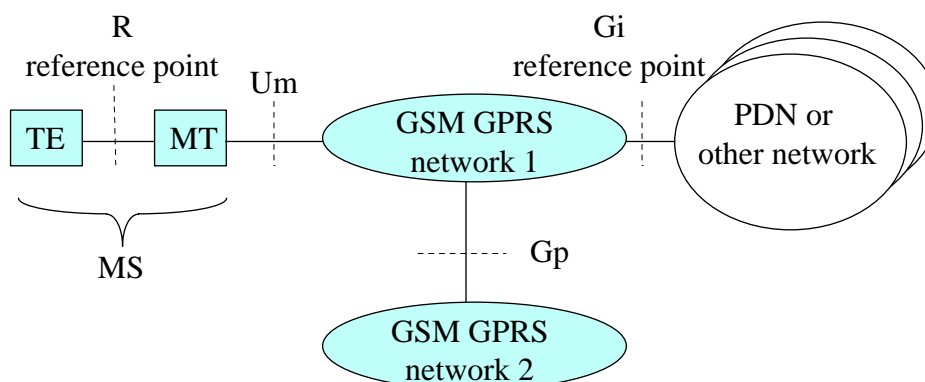 R
reference point
Um
Gi
reference point
TE
MT
GSM GPRS
network 1
PDN or
other network
MS
Gp
GSM GPRS
network 2